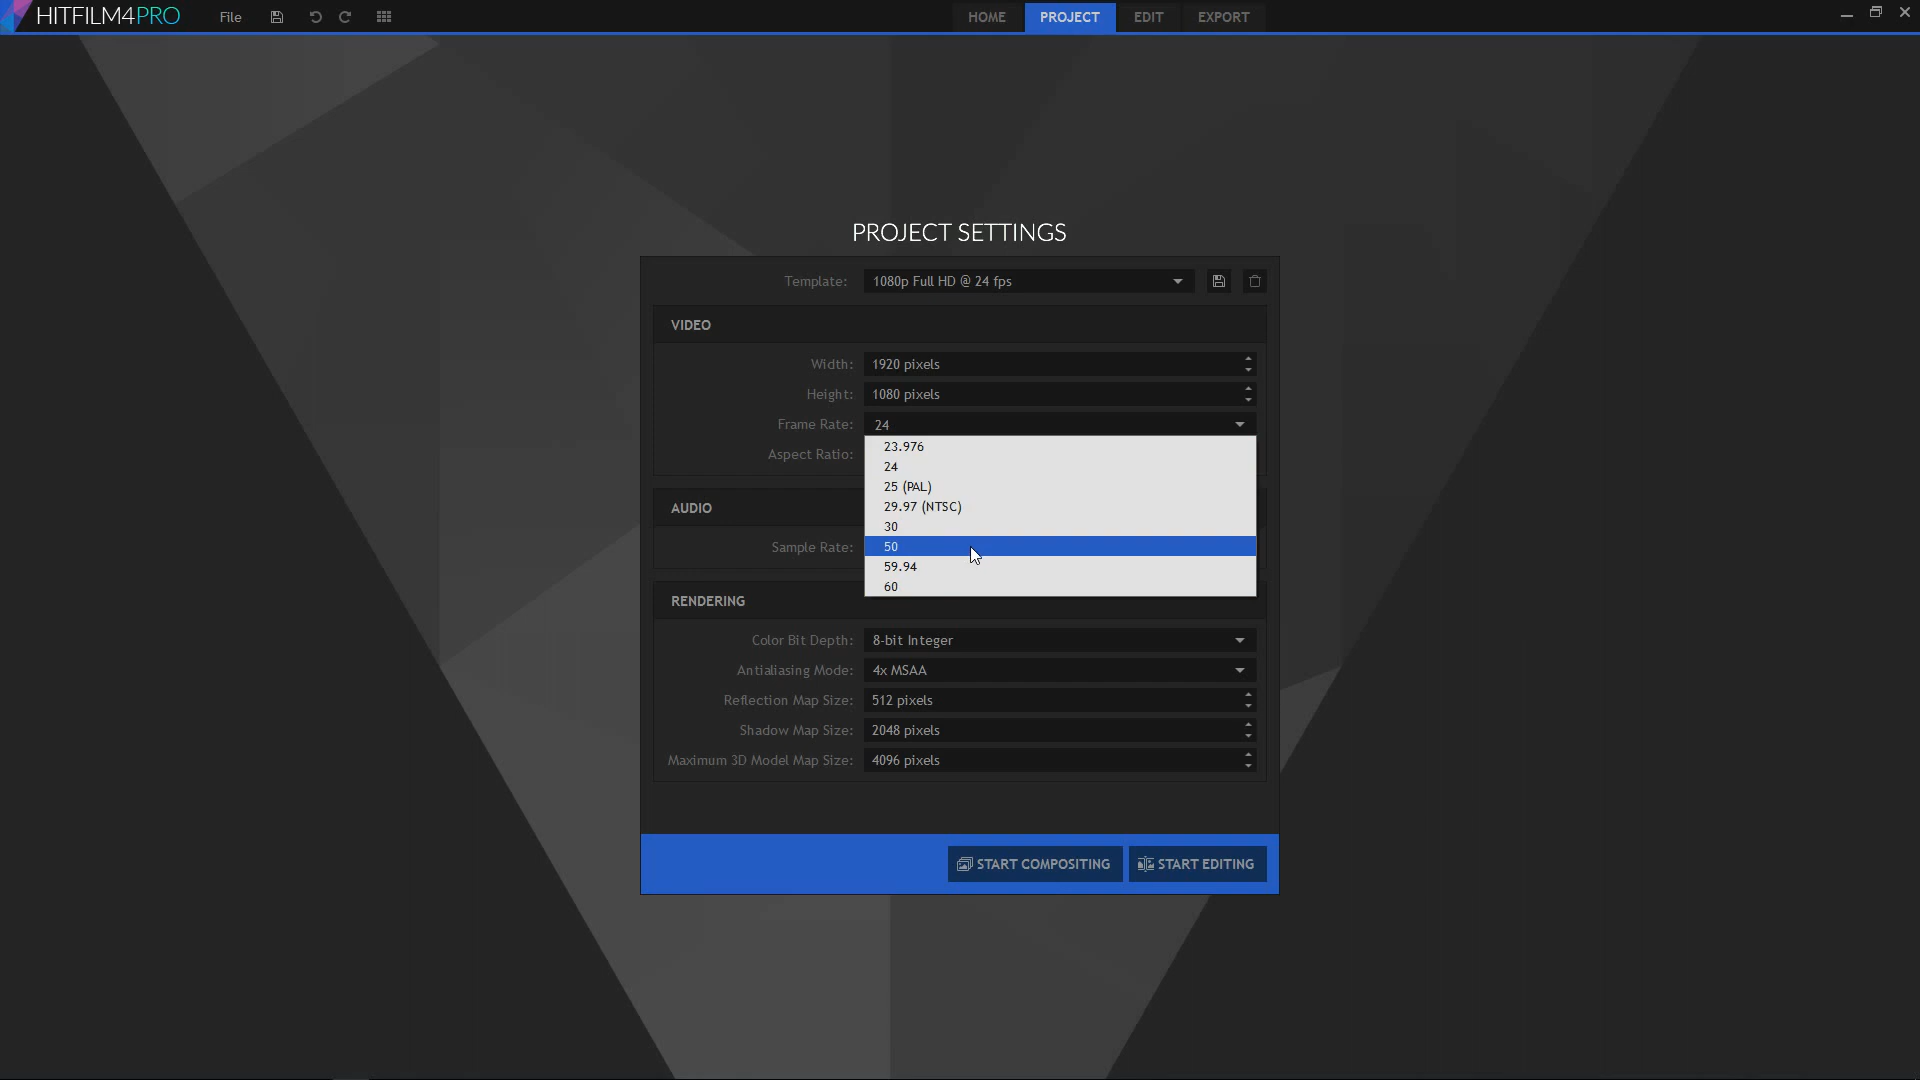 HITFILM4PRO File HOME PROJECT EDIT EXPORT
PROJECT SETTINGS
Template: 1080p Full HD @ 24 fps
VIDEO
Width: 1920 pixels
Height: 1080 pixels
Frame Rate: 24
Aspect Ratio:
23.976
24
25 (PAL)
29.97 (NTSC)
30
50
59.94
60
AUDIO
Sample Rate:
RENDERING
Color Bit Depth: 8-bit Integer
Antialiasing Mode: 4x MSAA
Reflection Map Size: 512 pixels
Shadow Map Size: 2048 pixels
Maximum 3D Model Map Size: 4096 pixels
START COMPOSITING START EDITING